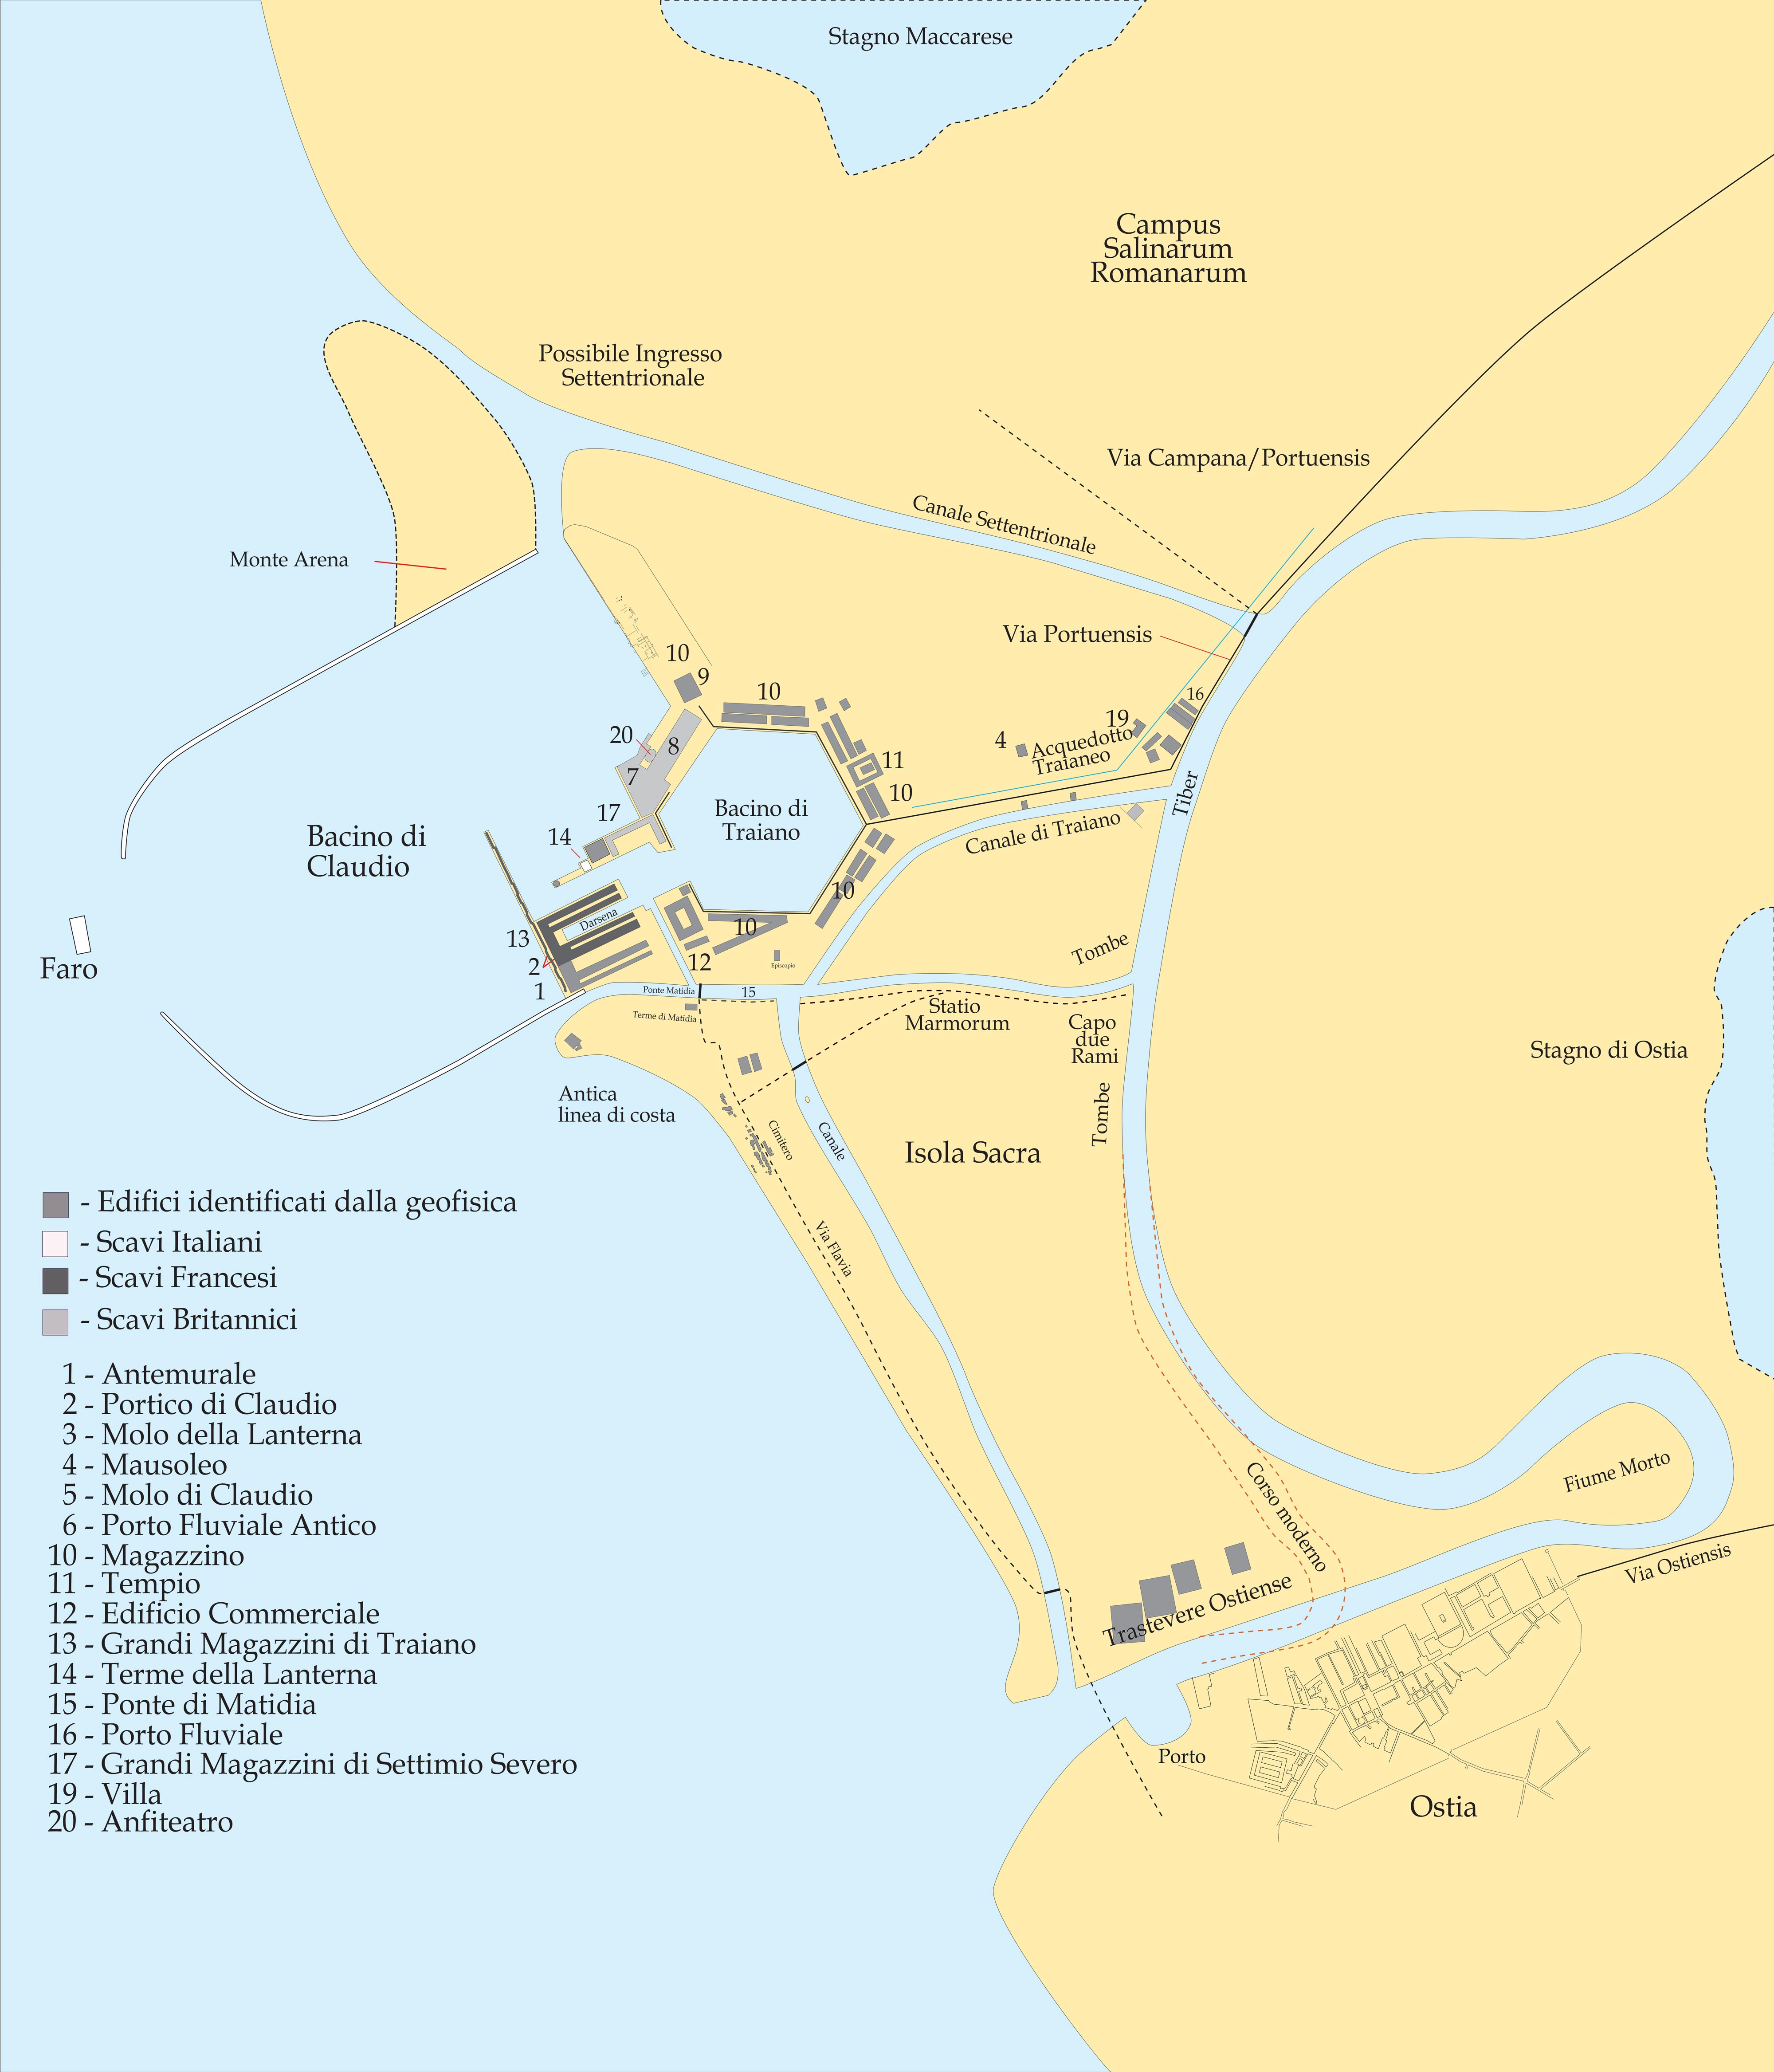 Stagno Maccarese
Campus
Salinarum
Romanarum
Possibile Ingresso
Settentrionale
Via Campana/Portuensis
Canale Settentrionale
Monte Arena
Via Portuensis
10
9
10
16
19
20
8
4
Acquedotto
Traianeo
11
7
10
Tiber
17
Bacino di
Traiano
14
Bacino di
Claudio
Canale di Traiano
10
Darsena
10
13
Tombe
12
Episcopio
2
Faro
1
Ponte Matidia
15
Terme di Matidia
Statio
Marmorum
Capo
due
Rami
Stagno di Ostia
Antica
linea di costa
Tombe
Cimitero
Canale
Isola Sacra
Via Flavia
- Edifici identificati dalla geofisica
- Scavi Italiani
- Scavi Francesi
- Scavi Britannici
1 - Antemurale
2 - Portico di Claudio
3 - Molo della Lanterna
4 - Mausoleo
5 - Molo di Claudio
6 - Porto Fluviale Antico
10 - Magazzino
11 - Tempio
12 - Edificio Commerciale
13 - Grandi Magazzini di Traiano
14 - Terme della Lanterna
15 - Ponte di Matidia
16 - Porto Fluviale
17 - Grandi Magazzini di Settimio Severo
19 - Villa
20 - Anfiteatro
Corso moderno
Fiume Morto
Via Ostiensis
Trastevere Ostiense
Porto
Ostia